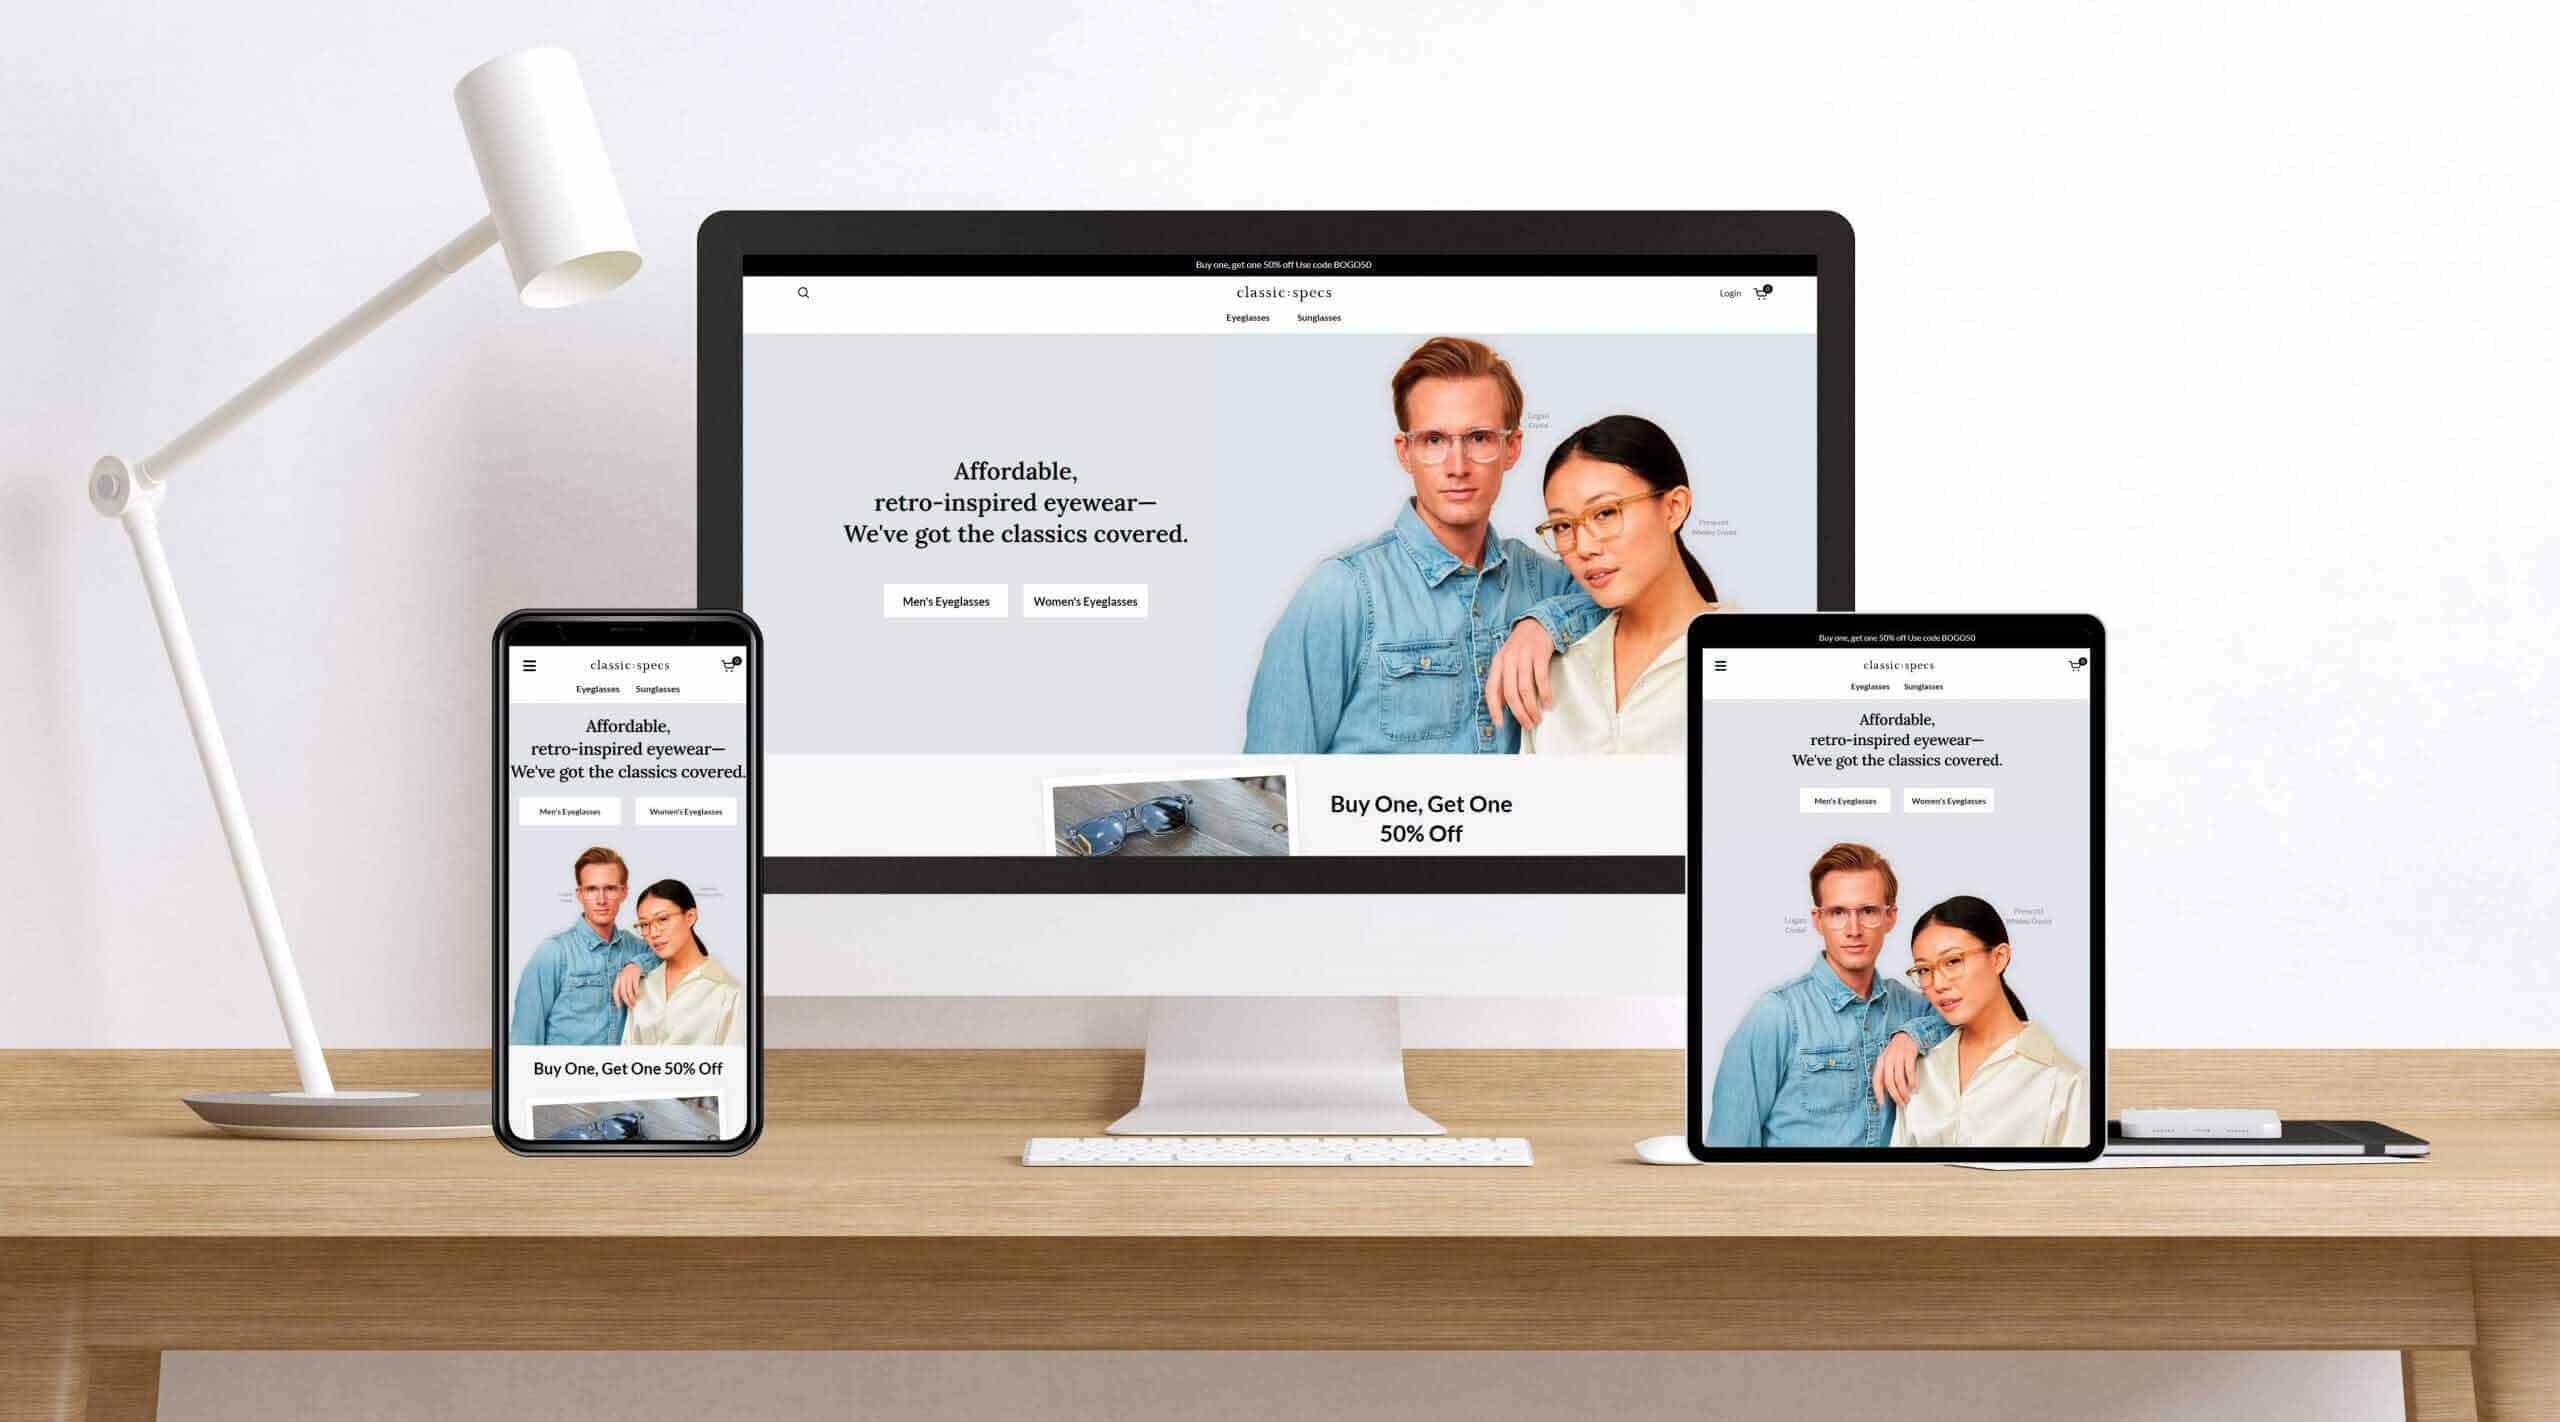 Buy one, get one 50% off Use code BOGO50
classic:specs
Login
0
Eyeglasses
Sunglasses
Affordable,
retro-inspired eyewear—
We've got the classics covered.
Men's Eyeglasses
Women's Eyeglasses
Logan
Crystal
Prescott
Whiskey Crystal
Buy One, Get One
50% Off
classic:specs
0
Eyeglasses
Sunglasses
Affordable,
retro-inspired eyewear—
We've got the classics covered.
Men's Eyeglasses
Women's Eyeglasses
Buy One, Get One 50% Off
Buy one, get one 50% off Use code BOGO50
classic:specs
0
Eyeglasses
Sunglasses
Affordable,
retro-inspired eyewear—
We've got the classics covered.
Men's Eyeglasses
Women's Eyeglasses
Logan
Crystal
Prescott
Whiskey Crystal